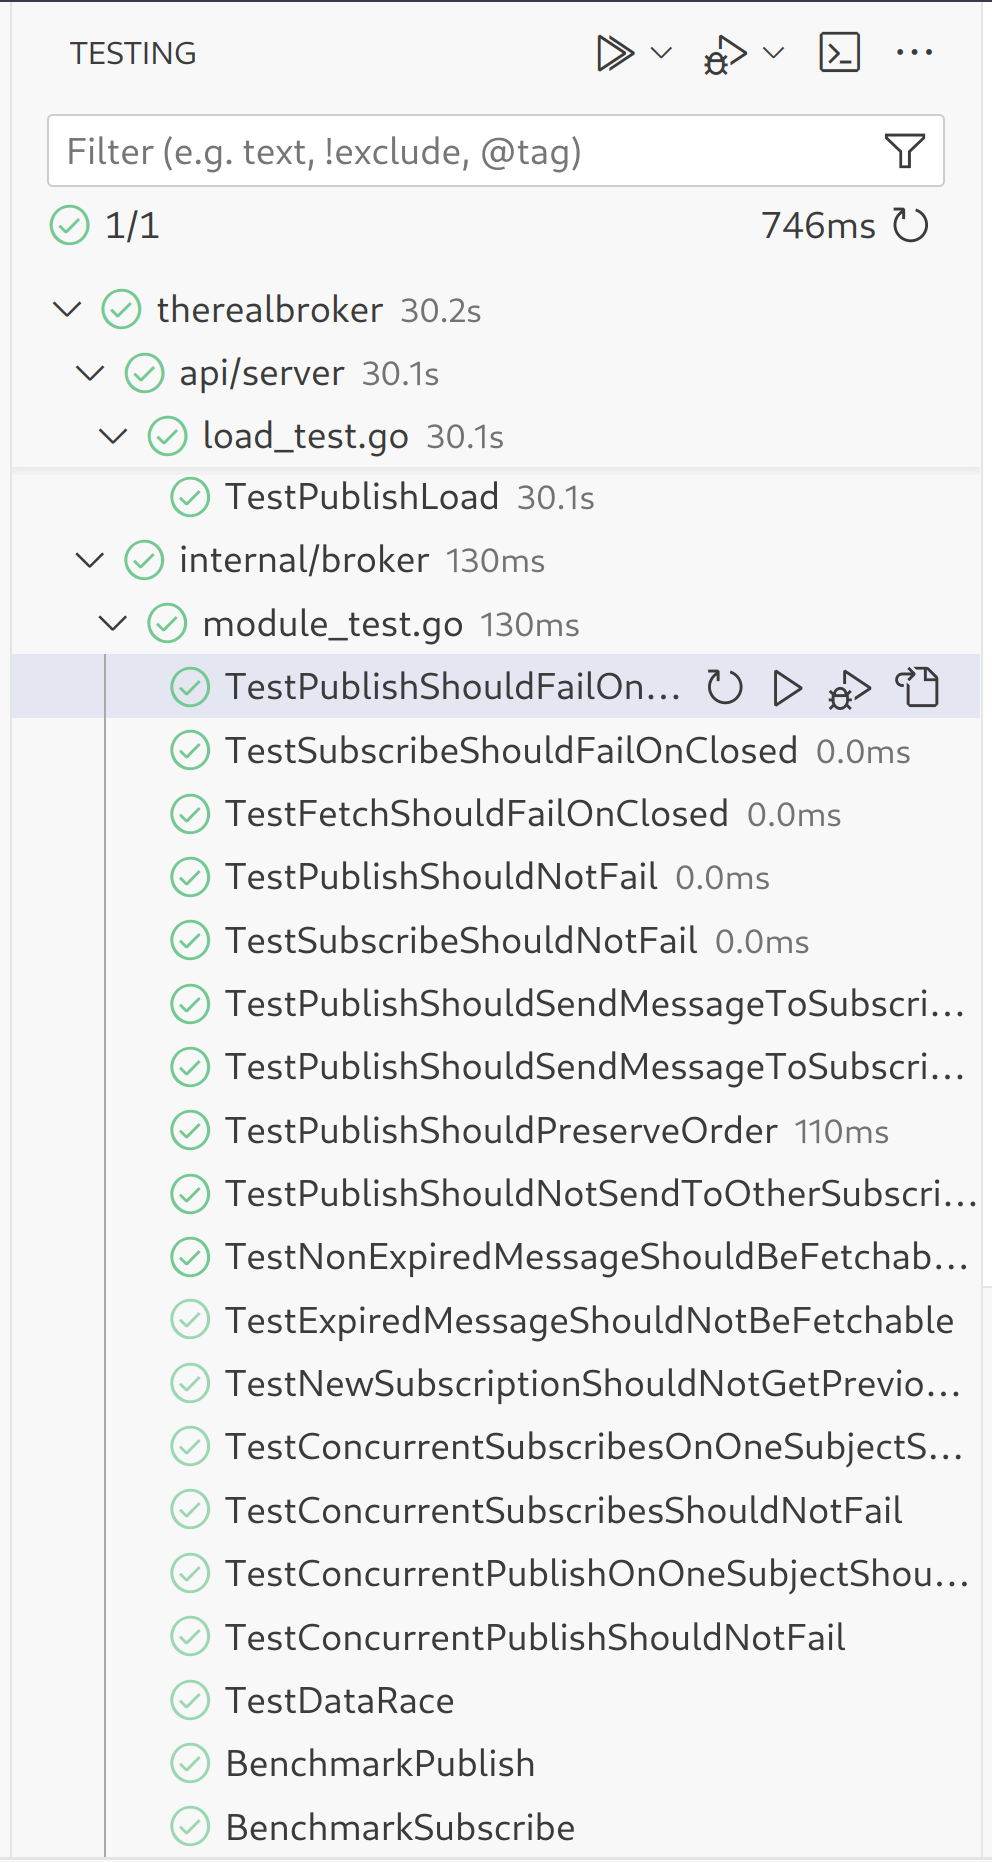 TESTING
Filter (e.g. text, !exclude, @tag)
1/1 746ms
therealbroker 30.2s
api/server 30.1s
load_test.go 30.1s
TestPublishLoad 30.1s
internal/broker 130ms
module_test.go 130ms
TestPublishShouldFailOn...
TestSubscribeShouldFailOnClosed 0.0ms
TestFetchShouldFailOnClosed 0.0ms
TestPublishShouldNotFail 0.0ms
TestSubscribeShouldNotFail 0.0ms
TestPublishShouldSendMessageToSubscri...
TestPublishShouldSendMessageToSubscri...
TestPublishShouldPreserveOrder 110ms
TestPublishShouldNotSendToOtherSubscri...
TestNonExpiredMessageShouldBeFetchab...
TestExpiredMessageShouldNotBeFetchable
TestNewSubscriptionShouldNotGetPrevio...
TestConcurrentSubscribesOnOneSubjectS...
TestConcurrentSubscribesShouldNotFail
TestConcurrentPublishOnOneSubjectShou...
TestConcurrentPublishShouldNotFail
TestDataRace
BenchmarkPublish
BenchmarkSubscribe